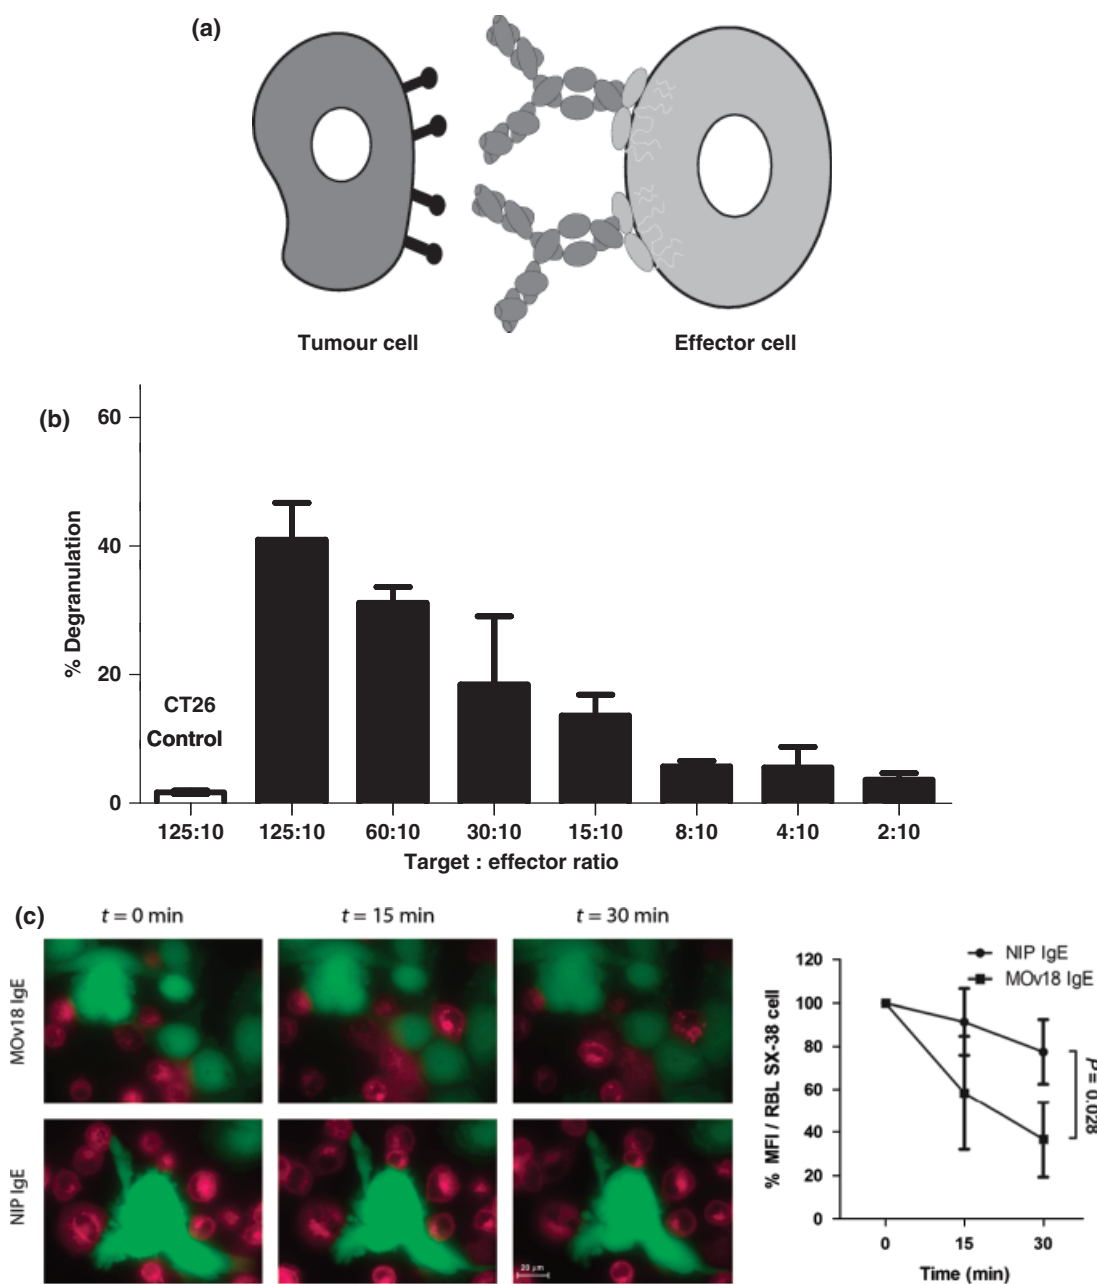 (a)
Tumour cell
Effector cell
(b)
% Degranulation
60
40
20
0
CT26
Control
125:10
125:10
60:10
30:10
15:10
8:10
4:10
2:10
Target : effector ratio
(c)
t = 0 min
t = 15 min
t = 30 min
MOv18 IgE
NIP IgE
20 µm
NIP IgE
MOv18 IgE
% MFI / RBL SX-38 cell
120
100
80
60
40
20
0
P = 0.028
0
15
30
Time (min)